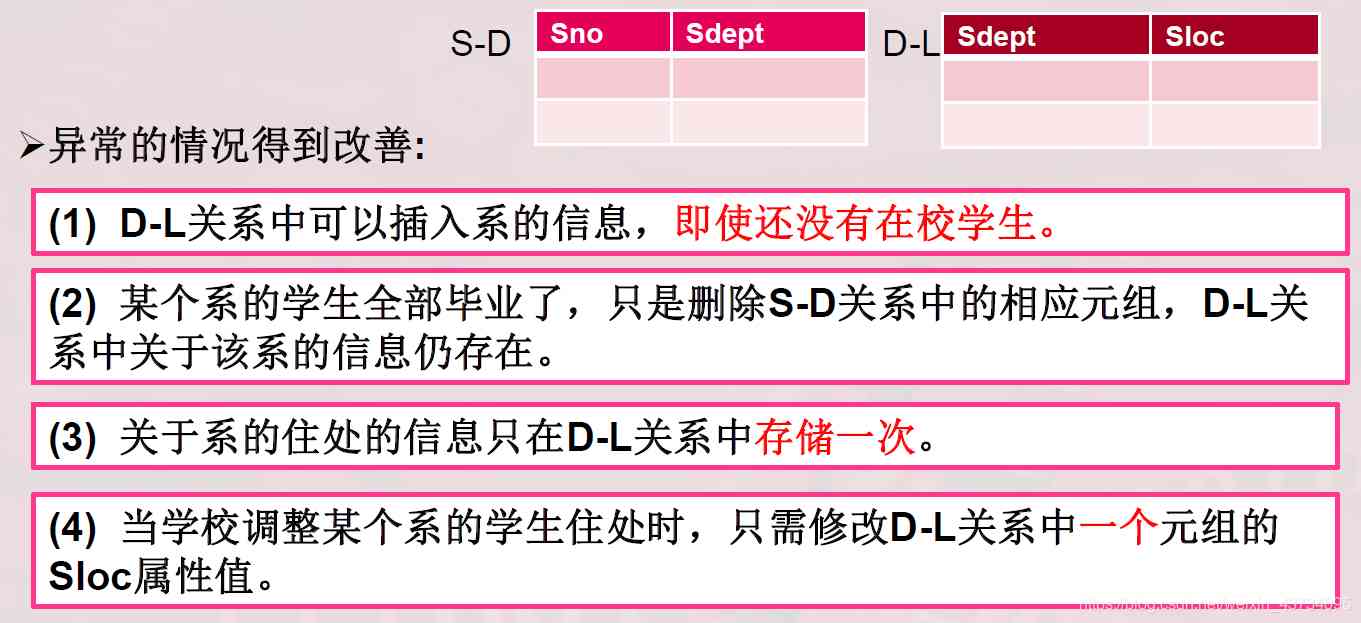 S-D
Sno Sdept
D-L
Sdept Sloc
➢异常的情况得到改善:
(1) D-L关系中可以插入系的信息，即使还没有在校学生。
(2) 某个系的学生全部毕业了，只是删除S-D关系中的相应元组，D-L关
系中关于该系的信息仍存在。
(3) 关于系的住处的信息只在D-L关系中存储一次。
(4) 当学校调整某个系的学生住处时，只需修改D-L关系中一个元组的
Sloc属性值。